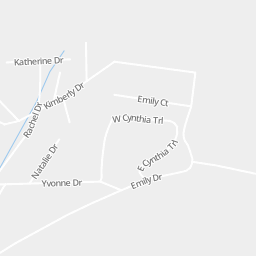 Katherine Dr
Kimberly Dr
Emily Ct
W Cynthia Trl
Rachel Dr
Natalie Dr
E Cynthia Trl
Yvonne Dr
Emily Dr